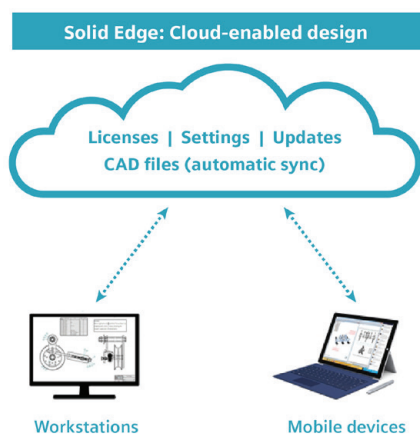 Solid Edge: Cloud-enabled design
Licenses | Settings | Updates
CAD files (automatic sync)
Workstations
Mobile devices